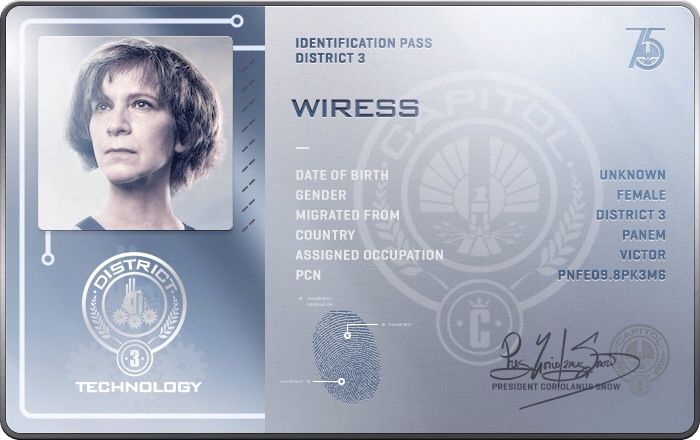 IDENTIFICATION PASS
DISTRICT 3
75
WIRESS
DATE OF BIRTH UNKNOWN
GENDER FEMALE
MIGRATED FROM DISTRICT 3
COUNTRY PANEM
ASSIGNED OCCUPATION VICTOR
PCN PNFE09.8PK3M6
CAPITOL
C
DISTRICT
3
TECHNOLOGY
CAPITOL
PRESIDENT CORIOLANUS SNOW